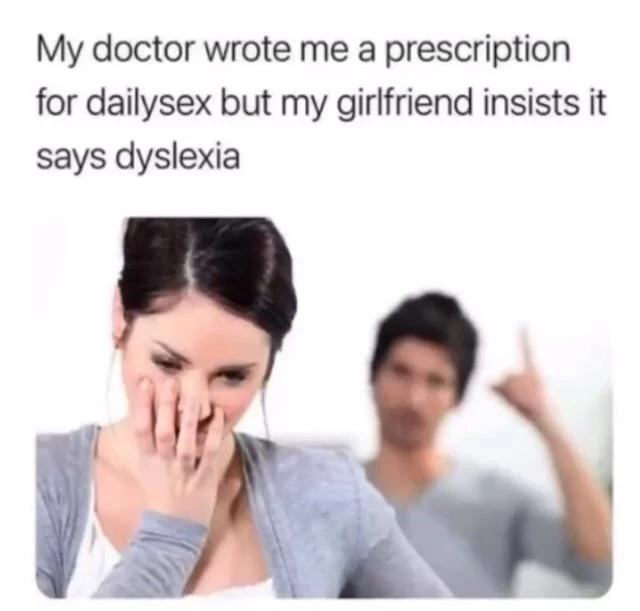 My doctor wrote me a prescription
for dailysex but my girlfriend insists it
says dyslexia